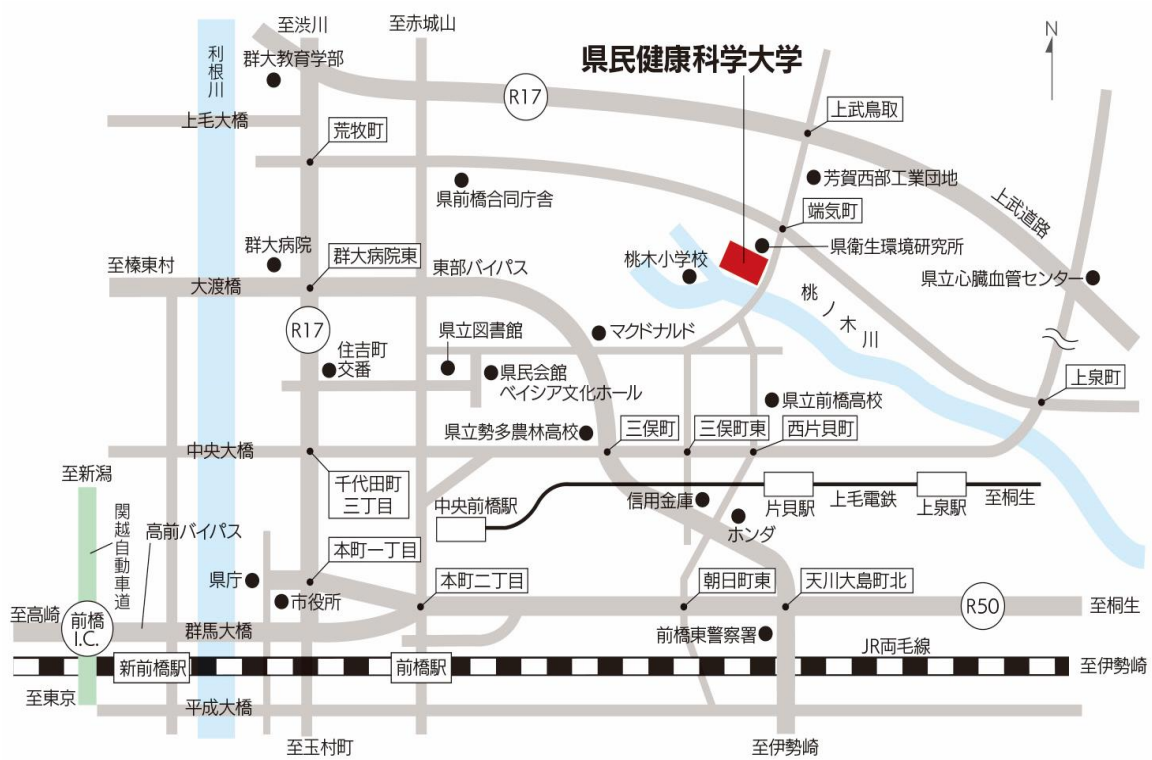 至渋川
至赤城山
N
利根川
群大教育学部
県民健康科学大学
R17
上毛大橋
荒牧町
上武鳥取
芳賀西部工業団地
県前橋合同庁舎
端気町
上武道路
群大病院
群大病院東
東部バイパス
桃木小学校
県衛生環境研究所
至榛東村
大渡橋
県立心臓血管センター
桃ノ木川
R17
住吉町
交番
県立図書館
マクドナルド
県民会館
ベイシア文化ホール
上泉町
県立前橋高校
県立勢多農林高校
三俣町
三俣町東
西片貝町
中央大橋
至新潟
千代田町
三丁目
中央前橋駅
信用金庫
片貝駅
上毛電鉄
上泉駅
至桐生
関越自動車道
高前バイパス
ホンダ
本町一丁目
県庁
本町二丁目
朝日町東
天川大島町北
市役所
R50
至桐生
至高崎
前橋
I.C.
群馬大橋
前橋東警察署
JR両毛線
新前橋駅
前橋駅
至伊勢崎
至東京
平成大橋
至玉村町
至伊勢崎